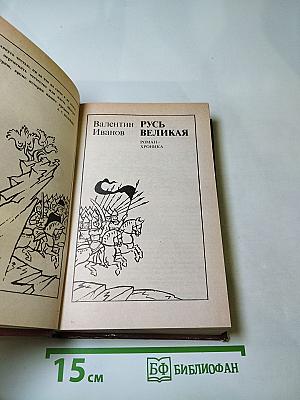 Валентин
Иванов
РУСЬ
ВЕЛИКАЯ
РОМАН-
ХРОНИКА
15 см
БФ БИБЛИОФАН